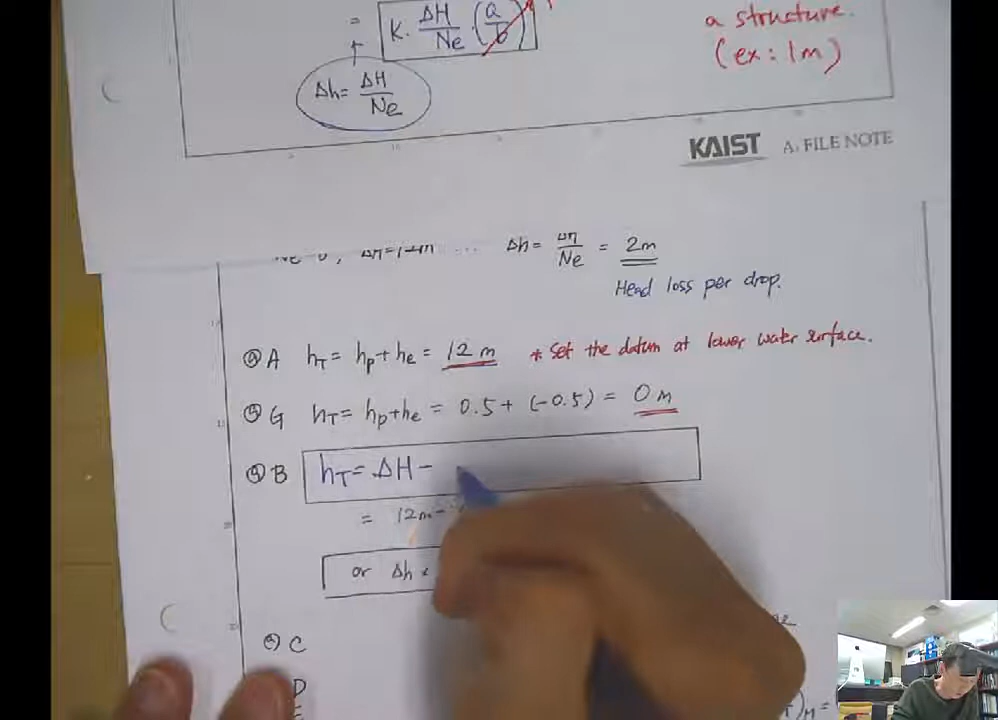 = K. ΔH/Ne (a/b)
a structure.
(ex: 1m)
Δh = ΔH/Ne
KAIST A₄ FILE NOTE
Δh = ΔH/Ne = 2m
Head loss per drop.
@ A hT = hp + he = 12 m * Set the datum at lower water surface.
@ G hT = hp + he = 0.5 + (-0.5) = 0 m
@ B hT = ΔH -
= 12m -
or Δh ×
@ C
D